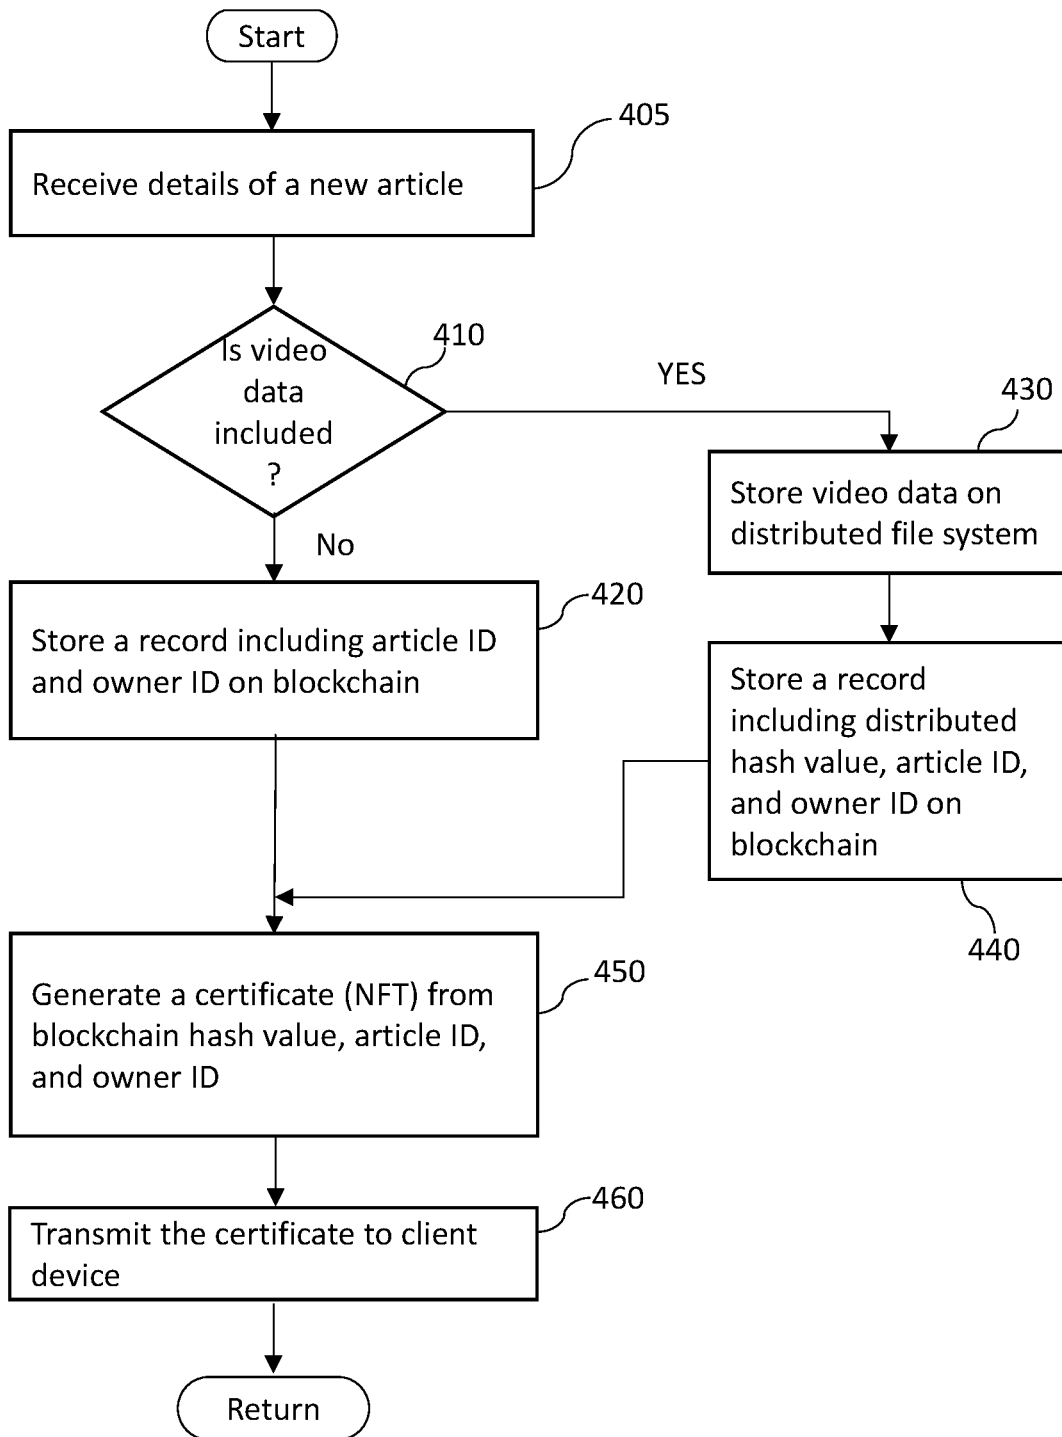 Start
405
Receive details of a new article
410
Is video
data
included
?
YES
430
Store video data on
distributed file system
No
420
Store a record including article ID
and owner ID on blockchain
Store a record
including distributed
hash value, article ID,
and owner ID on
blockchain
440
450
Generate a certificate (NFT) from
blockchain hash value, article ID,
and owner ID
460
Transmit the certificate to client
device
Return